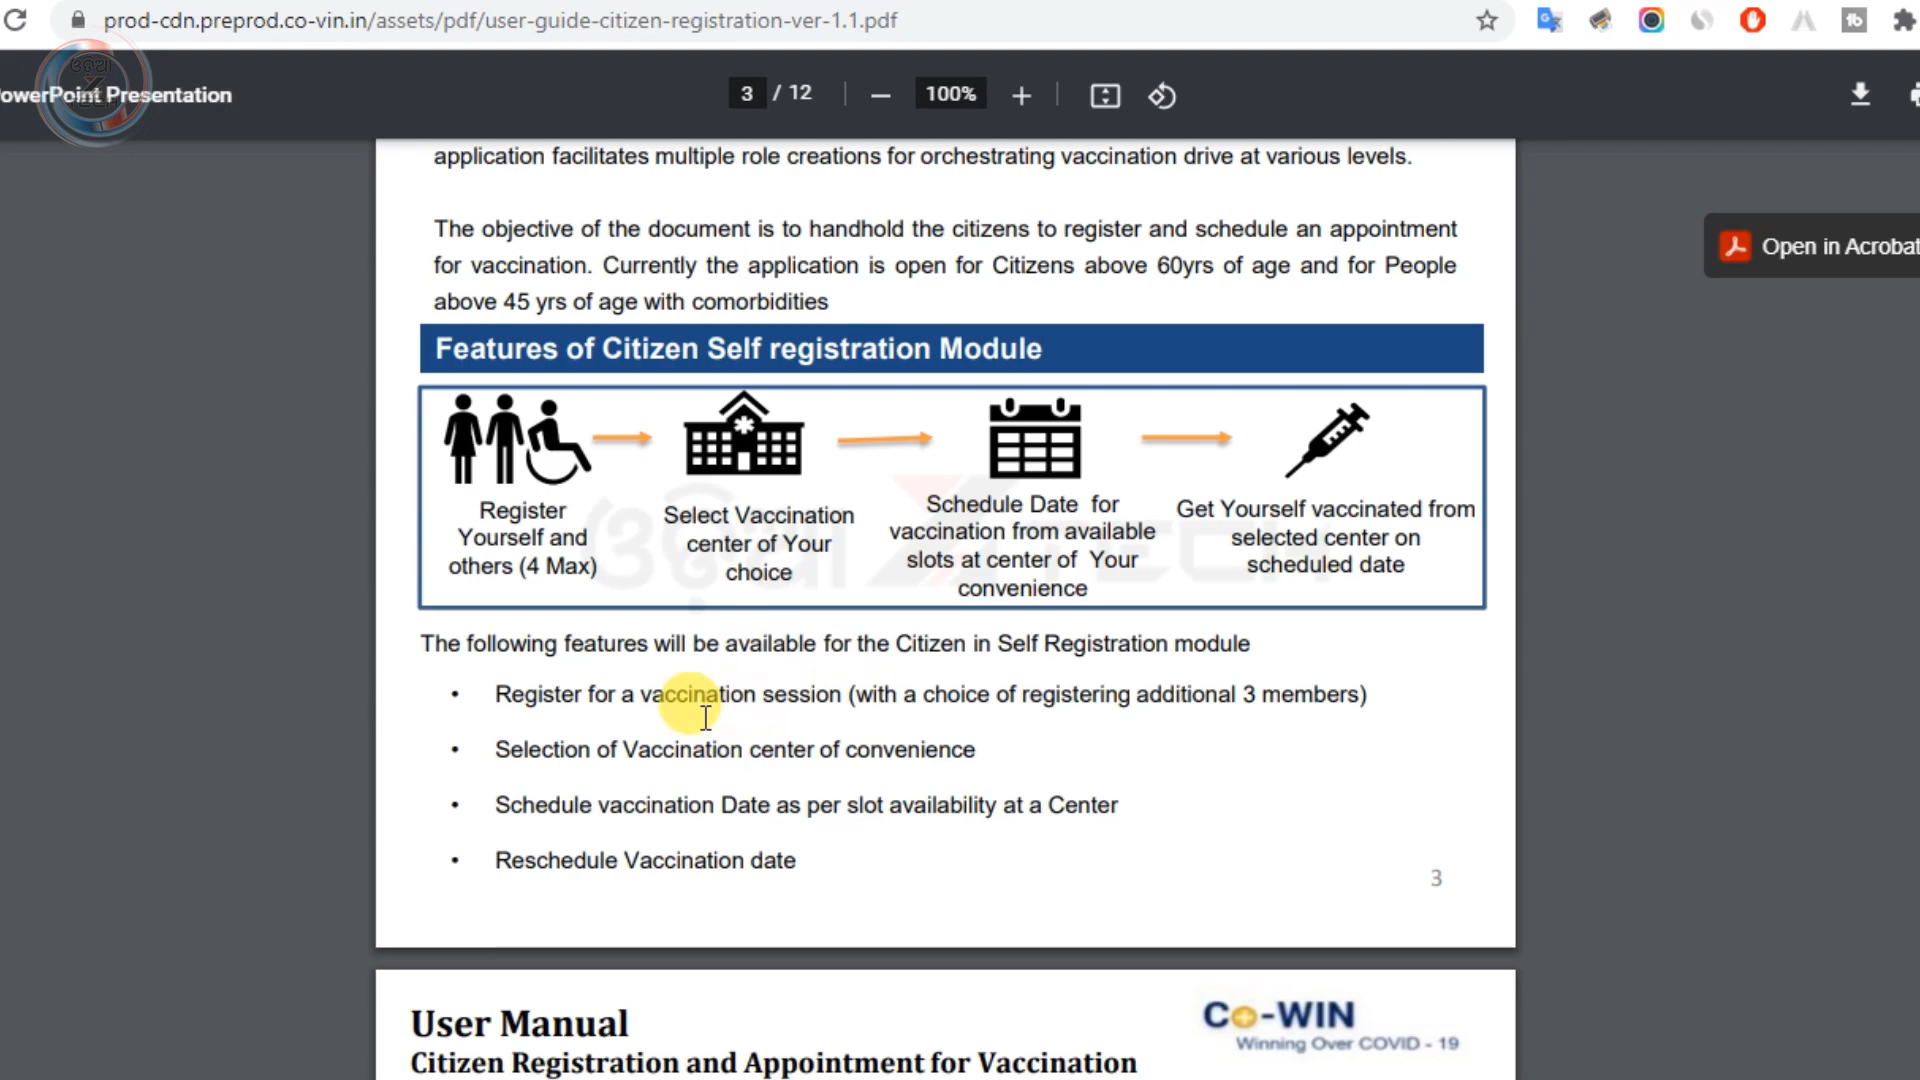 prod-cdn.preprod.co-vin.in/assets/pdf/user-guide-citizen-registration-ver-1.1.pdf
ଓଡ଼ିଆ
TECH
owerPoint Presentation
3 / 12
100%
application facilitates multiple role creations for orchestrating vaccination drive at various levels.
The objective of the document is to handhold the citizens to register and schedule an appointment
for vaccination. Currently the application is open for Citizens above 60yrs of age and for People
above 45 yrs of age with comorbidities
Open in Acrobat
Features of Citizen Self registration Module
Register
Yourself and
others (4 Max)
Select Vaccination
center of Your
choice
Schedule Date for
vaccination from available
slots at center of Your
convenience
Get Yourself vaccinated from
selected center on
scheduled date
ଓଡ଼ିଆ TECH
The following features will be available for the Citizen in Self Registration module
• Register for a vaccination session (with a choice of registering additional 3 members)
• Selection of Vaccination center of convenience
• Schedule vaccination Date as per slot availability at a Center
• Reschedule Vaccination date
3
User Manual
Citizen Registration and Appointment for Vaccination
Co-WIN
Winning Over COVID - 19